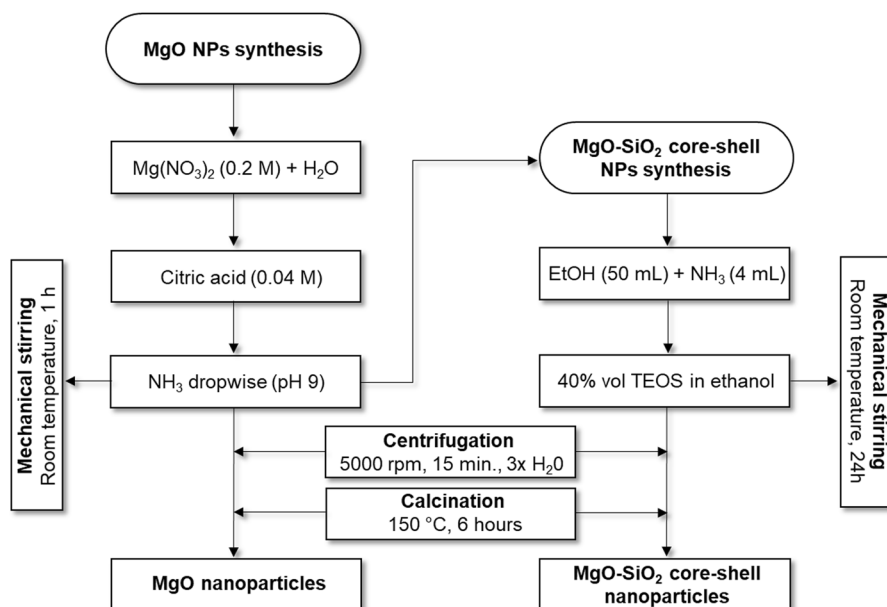 MgO NPs synthesis
Mg(NO₃)₂ (0.2 M) + H₂O
Citric acid (0.04 M)
NH₃ dropwise (pH 9)
Mechanical stirring
Room temperature, 1 h
MgO-SiO₂ core-shell
NPs synthesis
EtOH (50 mL) + NH₃ (4 mL)
40% vol TEOS in ethanol
Mechanical stirring
Room temperature, 24h
Centrifugation
5000 rpm, 15 min., 3x H₂0
Calcination
150 °C, 6 hours
MgO nanoparticles
MgO-SiO₂ core-shell
nanoparticles